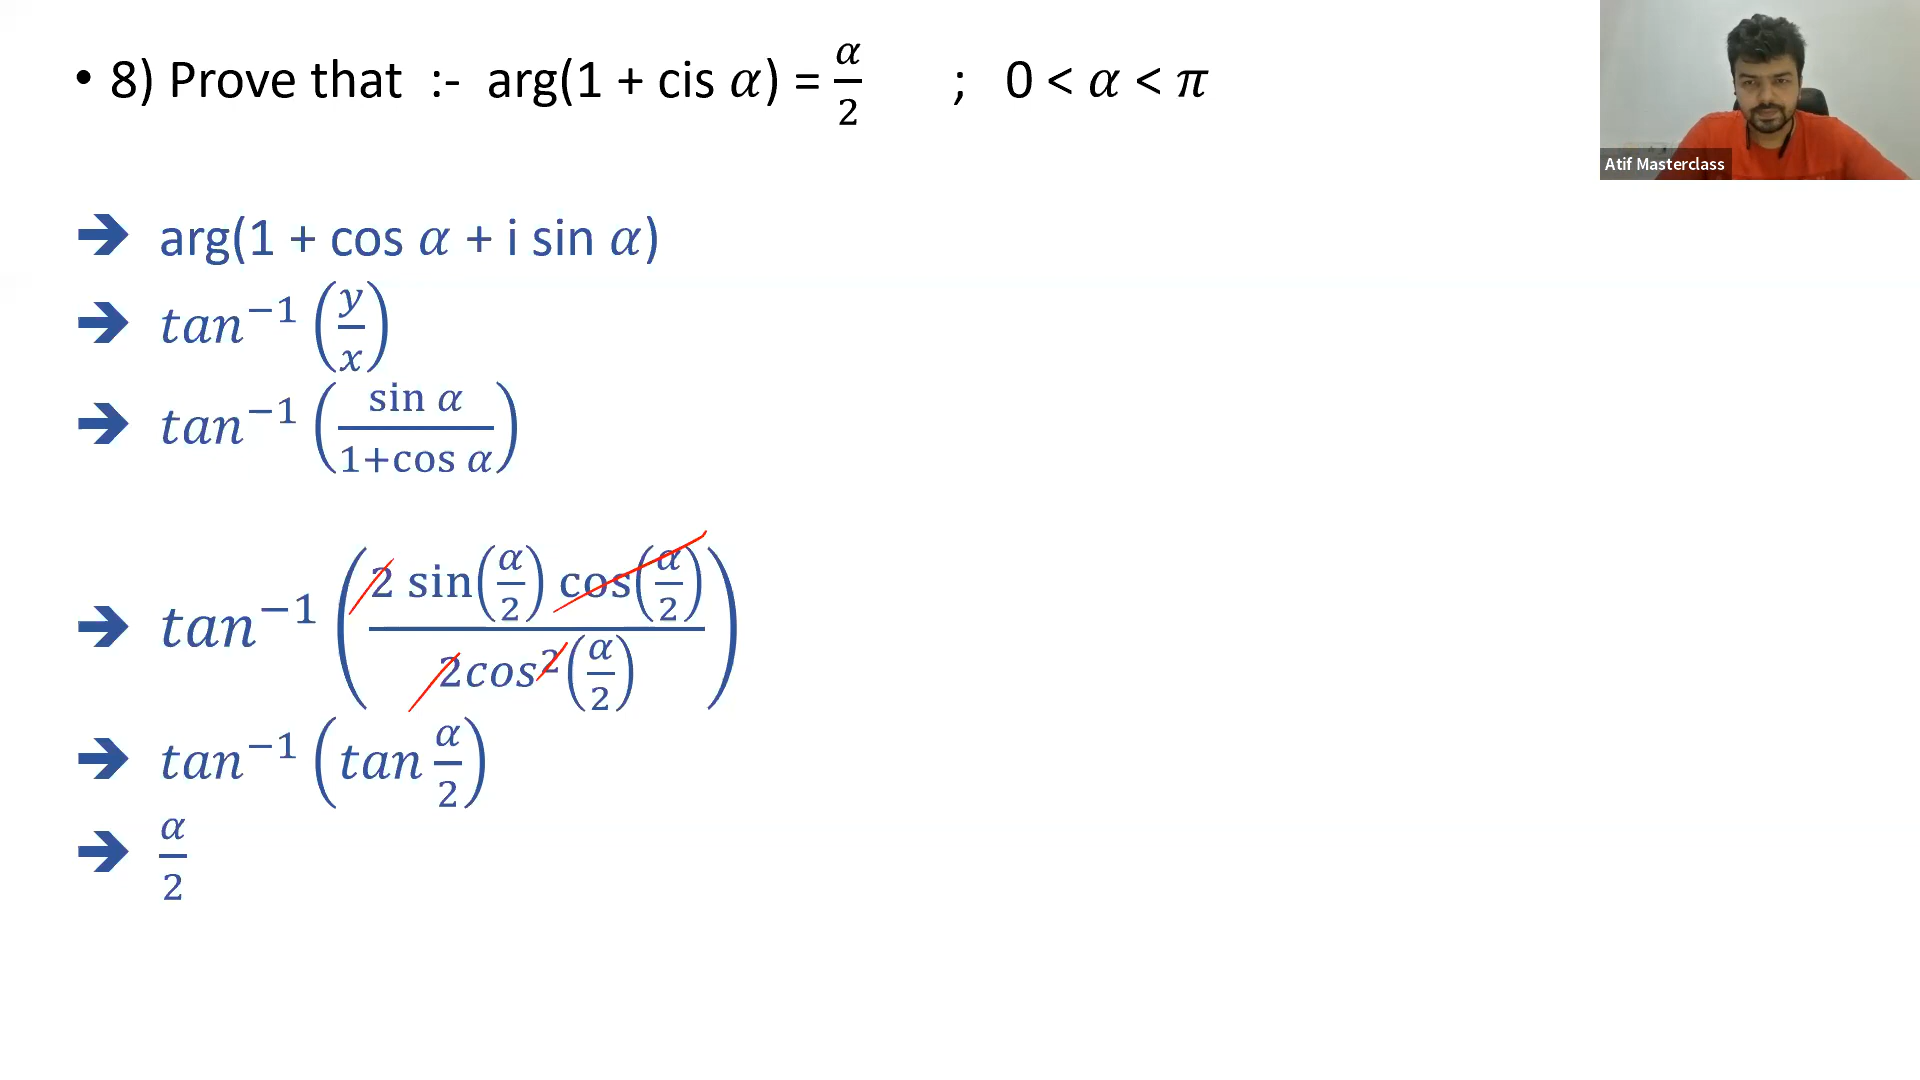 • 8) Prove that :- arg(1 + cis α) = α/2 ; 0 < α < π
Atif Masterclass
➔ arg(1 + cos α + i sin α)
➔ tan⁻¹(y/x)
➔ tan⁻¹(sin α/1+cos α)
➔ tan⁻¹(2 sin(α/2) cos(α/2)/2cos²(α/2))
➔ tan⁻¹(tan α/2)
➔ α/2